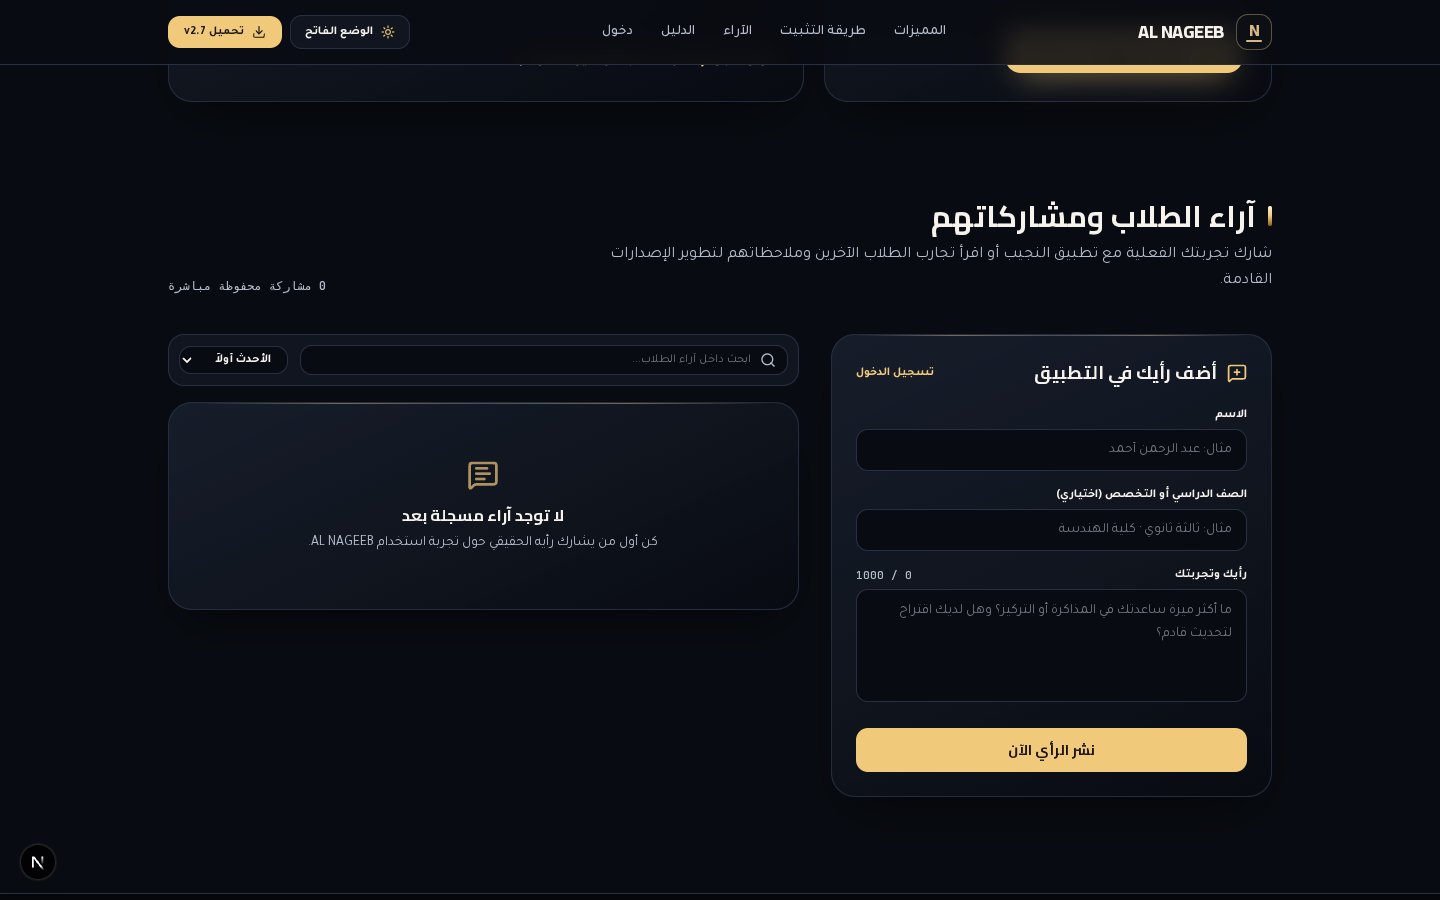 N
AL NAGEEB
المميزات
طريقة التثبيت
الآراء
الدليل
دخول
الوضع الفاتح
تحميل v2.7
آراء الطلاب ومشاركاتهم
شارك تجربتك الفعلية مع تطبيق النجيب أو اقرأ تجارب الطلاب الآخرين وملاحظاتهم لتطوير الإصدارات
القادمة.
0 مشاركة محفوظة مباشرة
أضف رأيك في التطبيق
تسجيل الدخول
الاسم
مثال: عبد الرحمن أحمد
الصف الدراسي أو التخصص (اختياري)
مثال: ثالثة ثانوي · كلية الهندسة
رأيك وتجربتك
0 / 1000
ما أكثر ميزة ساعدتك في المذاكرة أو التركيز؟ وهل لديك اقتراح
لتحديث قادم؟
نشر الرأي الآن
ابحث داخل آراء الطلاب...
الأحدث أولاً
لا توجد آراء مسجلة بعد
كن أول من يشارك رأيه الحقيقي حول تجربة استخدام AL NAGEEB.
N